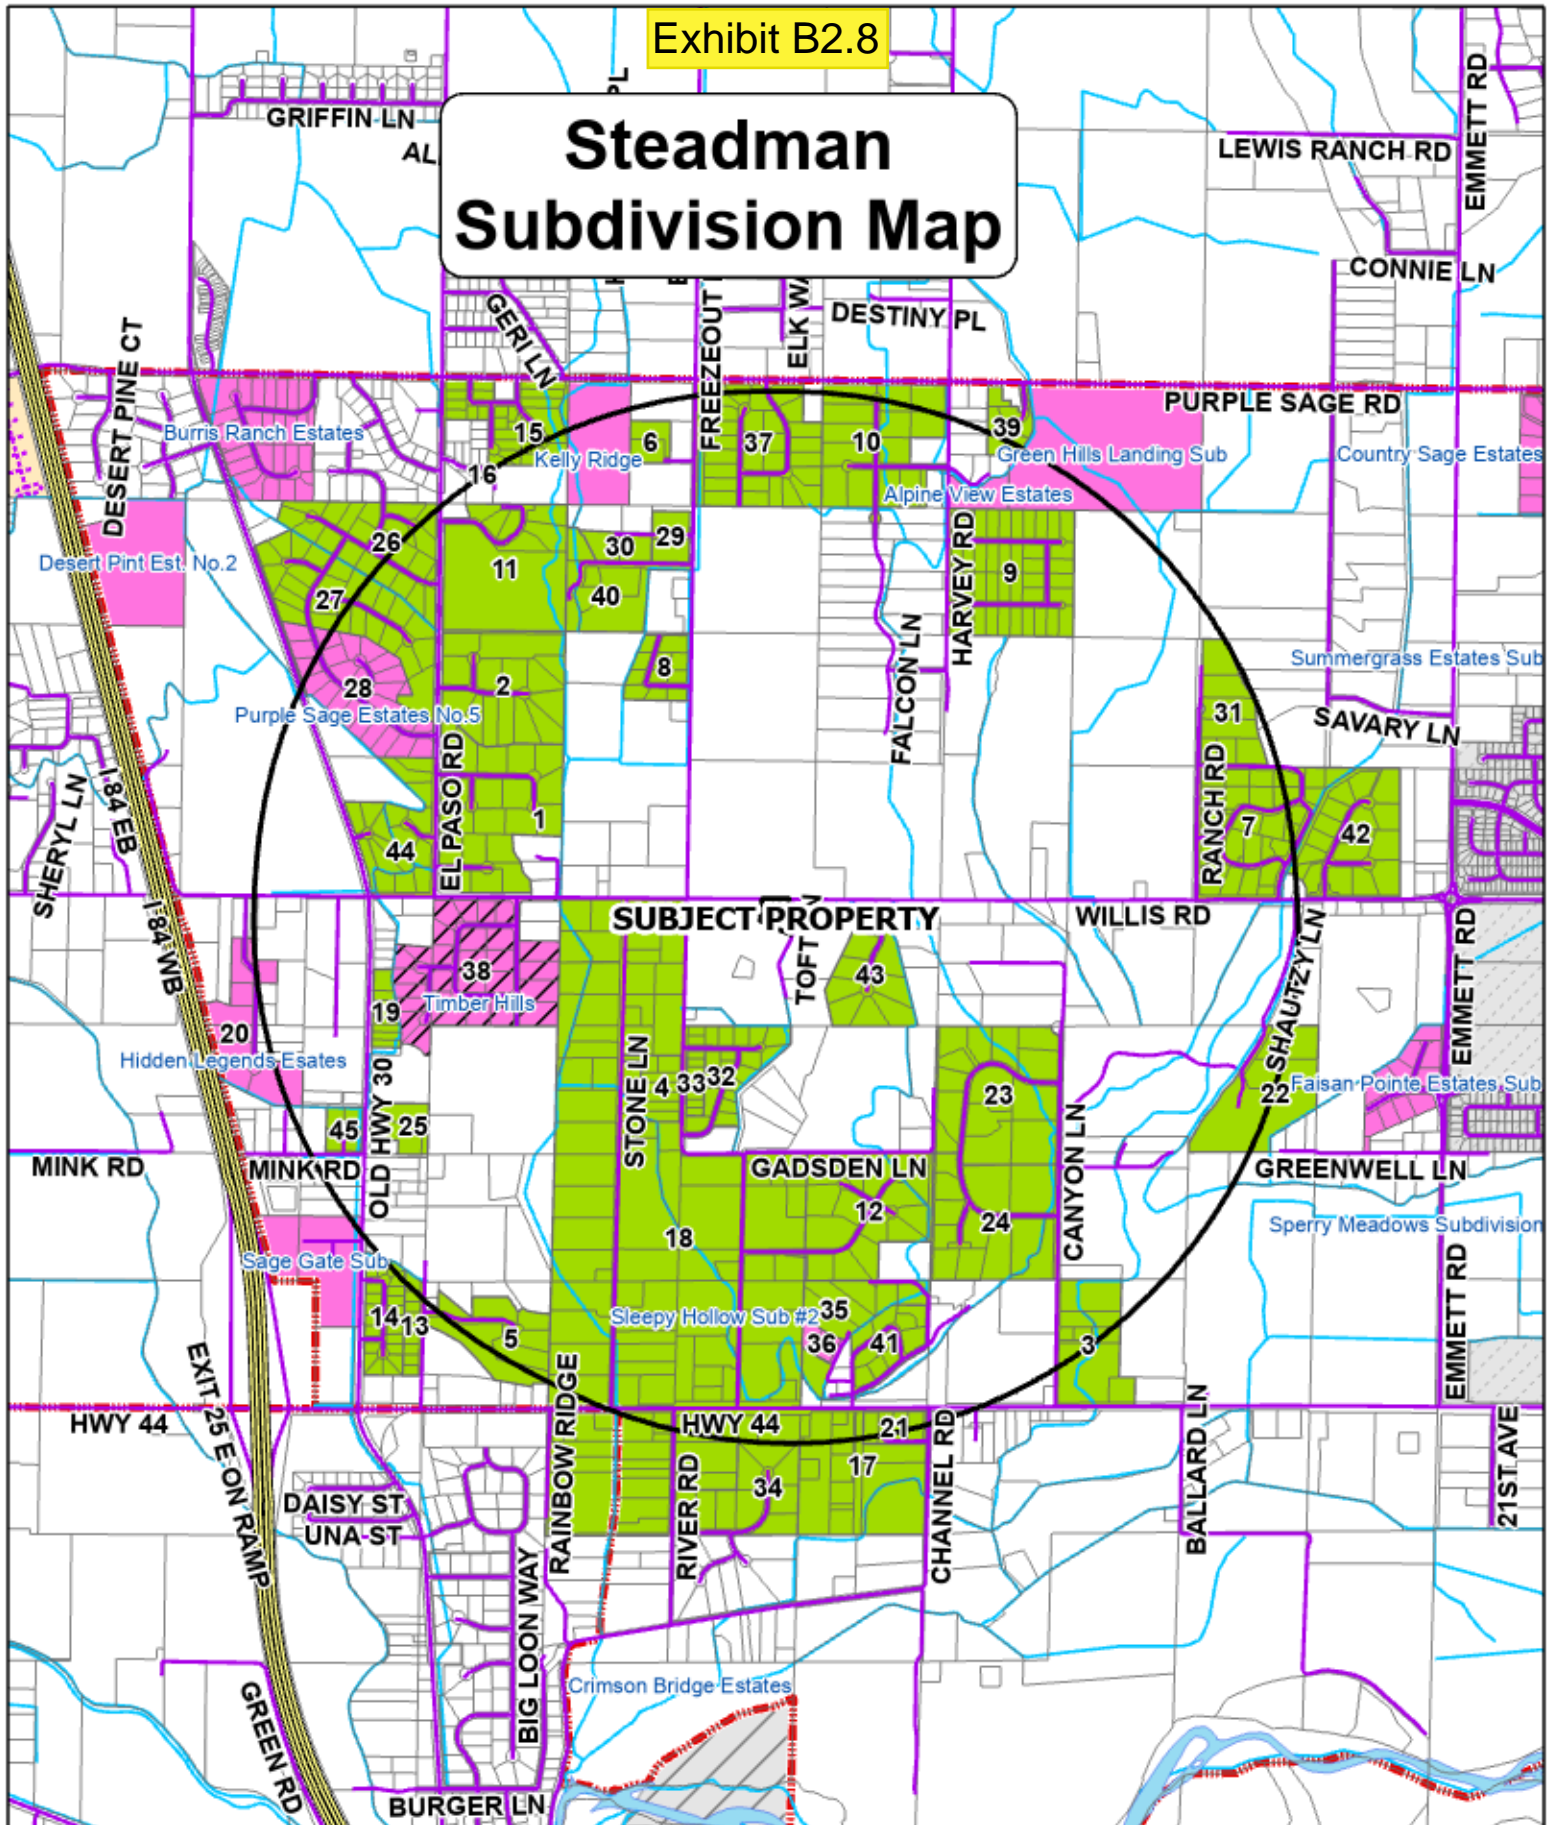 Exhibit B2.8
Steadman
Subdivision Map
PL
GRIFFIN LN
LEWIS RANCH RD
EMMETT RD
CONNIE LN
GERI LN
FREEZEOUT
DESTINY PL
DESERT PINE CT
PURPLE SAGE RD
Burris Ranch Estates
15
Kelly Ridge
6
37
10
39
Green Hills Landing Sub
Country Sage Estates
16
Alpine View Estates
Desert Pint Est. No.2
26
11
30
29
HARVEY RD
9
27
40
28
2
8
FALCON LN
Summergrass Estates Sub
Purple Sage Estates No.5
31
SAVARY LN
EL PASO RD
RANCH RD
SHERYL LN
I 84 EB
1
44
7
42
I 84 WB
SUBJECT PROPERTY
WILLIS RD
TOFT
38
Timber Hills
43
SHAUTZY LN
EMMETT RD
19
20
Hidden Legends Esates
OLD HWY 30
STONE LN
4
33
32
23
22
Faisan Pointe Estates Sub
45
25
MINK RD
MINK RD
GADSDEN LN
CANYON LN
GREENWELL LN
12
18
24
Sperry Meadows Subdivision
Sage Gate Sub
14
13
5
Sleepy Hollow Sub #2
35
36
41
3
EMMETT RD
EXIT 25 E ON RAMP
RAINBOW RIDGE
HWY 44
HWY 44
21
CHANNEL RD
BALLARD LN
21ST AVE
17
34
RIVER RD
DAISY ST
UNA ST
BIG LOON WAY
Crimson Bridge Estates
GREEN RD
BURGER LN